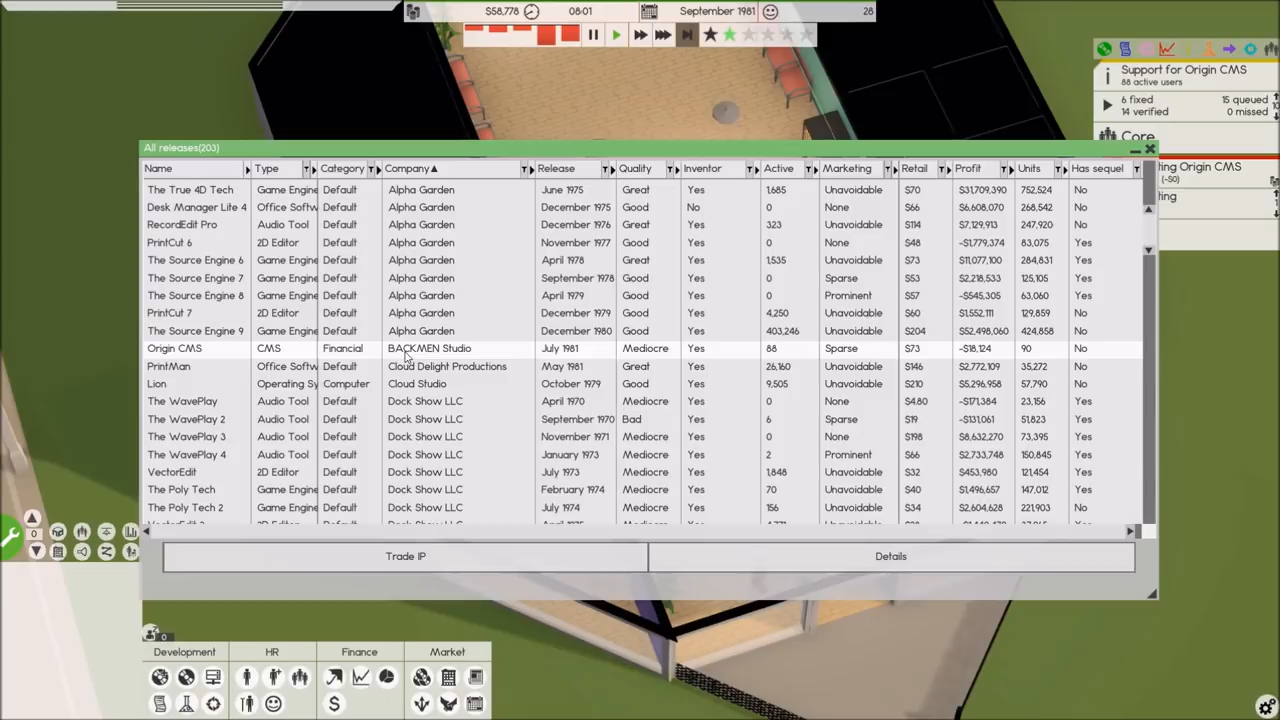 $58,778 08:01 September 1981 28
Support for Origin CMS
88 active users
6 fixed 15 queued
14 verified 0 missed
Core
ting Origin CMS
(-$0)
ting
All releases(203)
Name Type Category Company Release Quality Inventor Active Marketing Retail Profit Units Has sequel
The True 4D Tech Game Engine Default Alpha Garden June 1975 Great Yes 1,685 Unavoidable $70 $31,709,390 752,524 No
Desk Manager Lite 4 Office Softw Default Alpha Garden December 1975 Good No 0 None $66 $6,608,070 268,542 No
RecordEdit Pro Audio Tool Default Alpha Garden December 1976 Great Yes 323 Unavoidable $114 $7,129,913 247,920 No
PrintCut 6 2D Editor Default Alpha Garden November 1977 Good Yes 0 None $48 -$1,779,374 83,075 Yes
The Source Engine 6 Game Engine Default Alpha Garden April 1978 Great Yes 1,535 Unavoidable $73 $11,077,100 284,831 Yes
The Source Engine 7 Game Engine Default Alpha Garden September 1978 Good Yes 0 Sparse $53 $2,218,533 125,105 Yes
The Source Engine 8 Game Engine Default Alpha Garden April 1979 Good Yes 0 Prominent $57 -$545,305 63,060 Yes
PrintCut 7 2D Editor Default Alpha Garden December 1979 Good Yes 4,250 Unavoidable $60 $1,552,111 129,859 No
The Source Engine 9 Game Engine Default Alpha Garden December 1980 Good Yes 403,246 Unavoidable $204 $52,498,060 424,858 No
Origin CMS CMS Financial BACKMEN Studio July 1981 Mediocre Yes 88 Sparse $73 -$18,124 90 No
PrintMan Office Softw Default Cloud Delight Productions May 1981 Great Yes 26,160 Unavoidable $146 $2,772,109 35,272 No
Lion Operating Sy Computer Cloud Studio October 1979 Good Yes 9,505 Unavoidable $210 $5,296,958 57,790 No
The WavePlay Audio Tool Default Dock Show LLC April 1970 Mediocre Yes 0 None $4.80 -$171,384 23,156 Yes
The WavePlay 2 Audio Tool Default Dock Show LLC September 1970 Bad Yes 6 Sparse $19 -$131,061 51,823 Yes
The WavePlay 3 Audio Tool Default Dock Show LLC November 1971 Mediocre Yes 0 None $198 $8,632,270 73,395 Yes
The WavePlay 4 Audio Tool Default Dock Show LLC January 1973 Mediocre Yes 2 Prominent $66 $2,733,748 150,845 Yes
VectorEdit 2D Editor Default Dock Show LLC July 1973 Mediocre Yes 1,848 Unavoidable $32 $453,980 121,454 Yes
The Poly Tech Game Engine Default Dock Show LLC February 1974 Mediocre Yes 70 Unavoidable $40 $1,496,657 147,012 Yes
The Poly Tech 2 Game Engine Default Dock Show LLC July 1974 Mediocre Yes 156 Unavoidable $34 $2,604,628 221,903 No
Trade IP Details
0
0
Development HR Finance Market